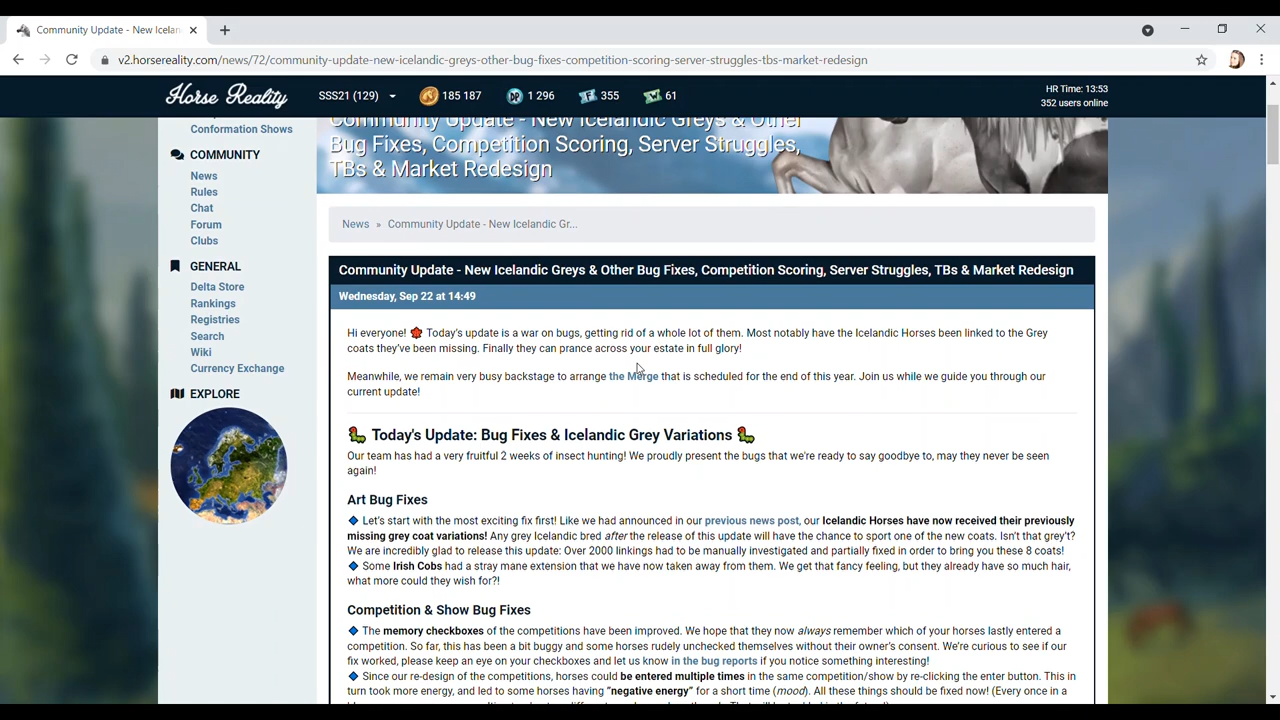 Community Update - New Icelan
v2.horsereality.com/news/72/community-update-new-icelandic-greys-other-bug-fixes-competition-scoring-server-struggles-tbs-market-redesign
Horse Reality SSS21 (129) 185 187 DP 1 296 355 61 HR Time: 13:53
352 users online
Conformation Shows
COMMUNITY
News
Rules
Chat
Forum
Clubs
GENERAL
Delta Store
Rankings
Registries
Search
Wiki
Currency Exchange
EXPLORE
Community Update - New Icelandic Greys & Other
Bug Fixes, Competition Scoring, Server Struggles,
TBs & Market Redesign
News » Community Update - New Icelandic Gr...
Community Update - New Icelandic Greys & Other Bug Fixes, Competition Scoring, Server Struggles, TBs & Market Redesign
Wednesday, Sep 22 at 14:49
Hi everyone! Today's update is a war on bugs, getting rid of a whole lot of them. Most notably have the Icelandic Horses been linked to the Grey
coats they've been missing. Finally they can prance across your estate in full glory!
Meanwhile, we remain very busy backstage to arrange the Merge that is scheduled for the end of this year. Join us while we guide you through our
current update!
Today's Update: Bug Fixes & Icelandic Grey Variations
Our team has had a very fruitful 2 weeks of insect hunting! We proudly present the bugs that we're ready to say goodbye to, may they never be seen
again!
Art Bug Fixes
Let's start with the most exciting fix first! Like we had announced in our previous news post, our Icelandic Horses have now received their previously
missing grey coat variations! Any grey Icelandic bred after the release of this update will have the chance to sport one of the new coats. Isn't that grey't?
We are incredibly glad to release this update: Over 2000 linkings had to be manually investigated and partially fixed in order to bring you these 8 coats!
Some Irish Cobs had a stray mane extension that we have now taken away from them. We get that fancy feeling, but they already have so much hair,
what more could they wish for?!
Competition & Show Bug Fixes
The memory checkboxes of the competitions have been improved. We hope that they now always remember which of your horses lastly entered a
competition. So far, this has been a bit buggy and some horses rudely unchecked themselves without their owner's consent. We're curious to see if our
fix worked, please keep an eye on your checkboxes and let us know in the bug reports if you notice something interesting!
Since our re-design of the competitions, horses could be entered multiple times in the same competition/show by re-clicking the enter button. This in
turn took more energy, and led to some horses having "negative energy" for a short time (mood). All these things should be fixed now! (Every once in a